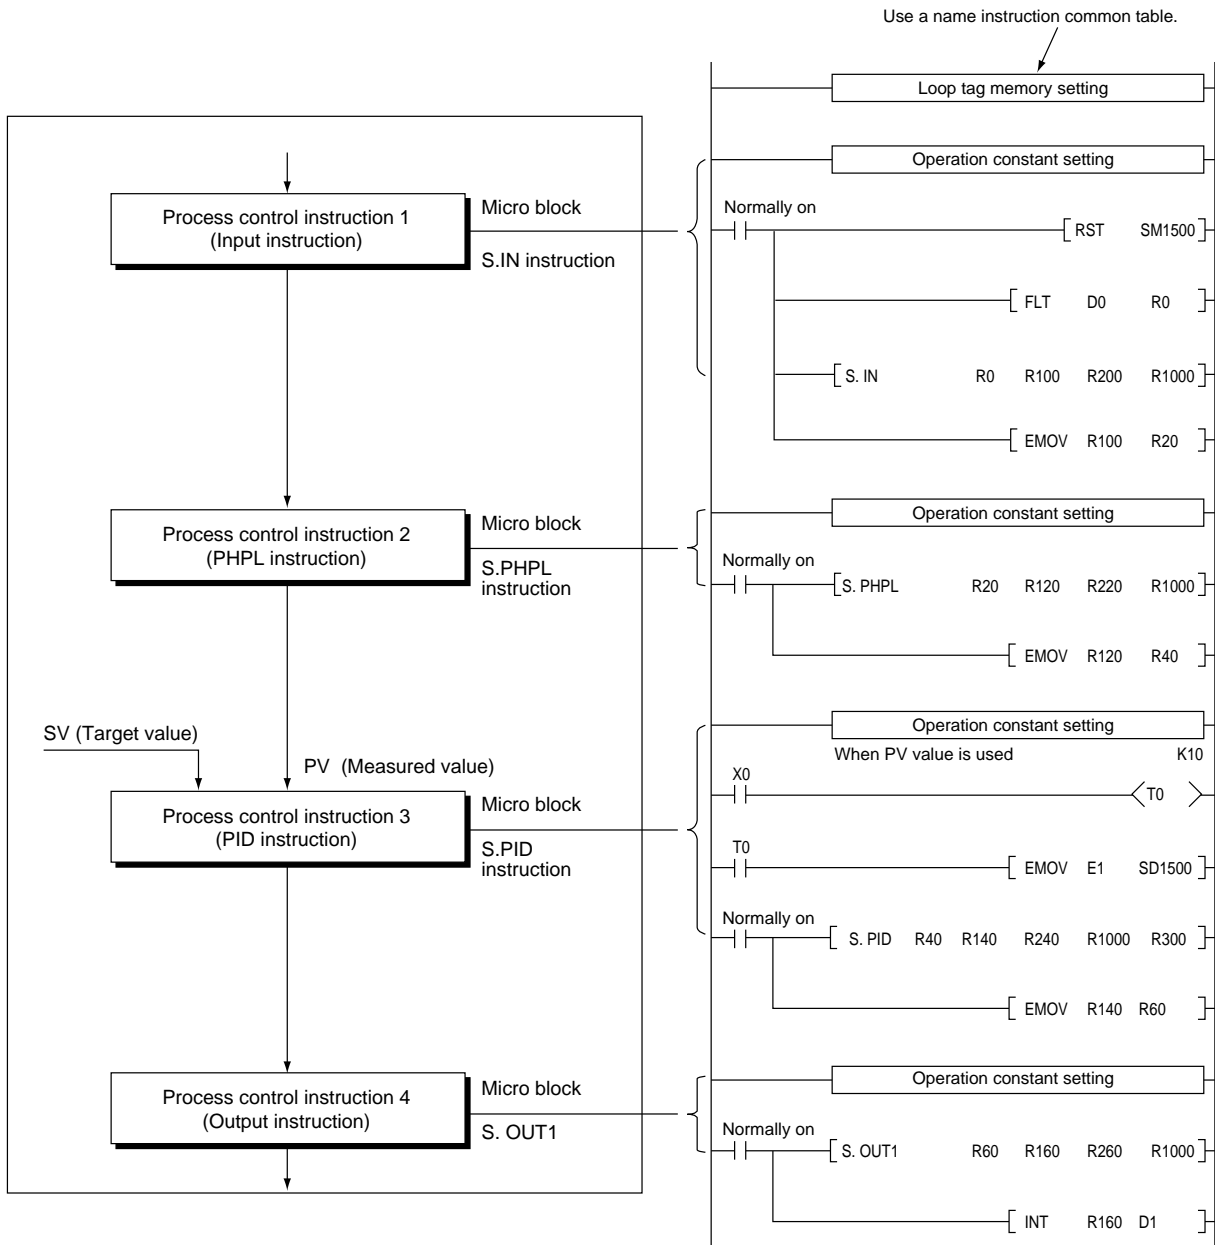 Use a name instruction common table.
Loop tag memory setting
Operation constant setting
Process control instruction 1
(Input instruction)
Micro block
S.IN instruction
Normally on
RST SM1500
FLT D0 R0
S. IN R0 R100 R200 R1000
EMOV R100 R20
Process control instruction 2
(PHPL instruction)
Micro block
S.PHPL
instruction
Operation constant setting
Normally on
S. PHPL R20 R120 R220 R1000
EMOV R120 R40
SV (Target value)
PV (Measured value)
Process control instruction 3
(PID instruction)
Micro block
S.PID
instruction
Operation constant setting
When PV value is used K10
X0
T0
T0
EMOV E1 SD1500
Normally on
S. PID R40 R140 R240 R1000 R300
EMOV R140 R60
Process control instruction 4
(Output instruction)
Micro block
S. OUT1
Operation constant setting
Normally on
S. OUT1 R60 R160 R260 R1000
INT R160 D1